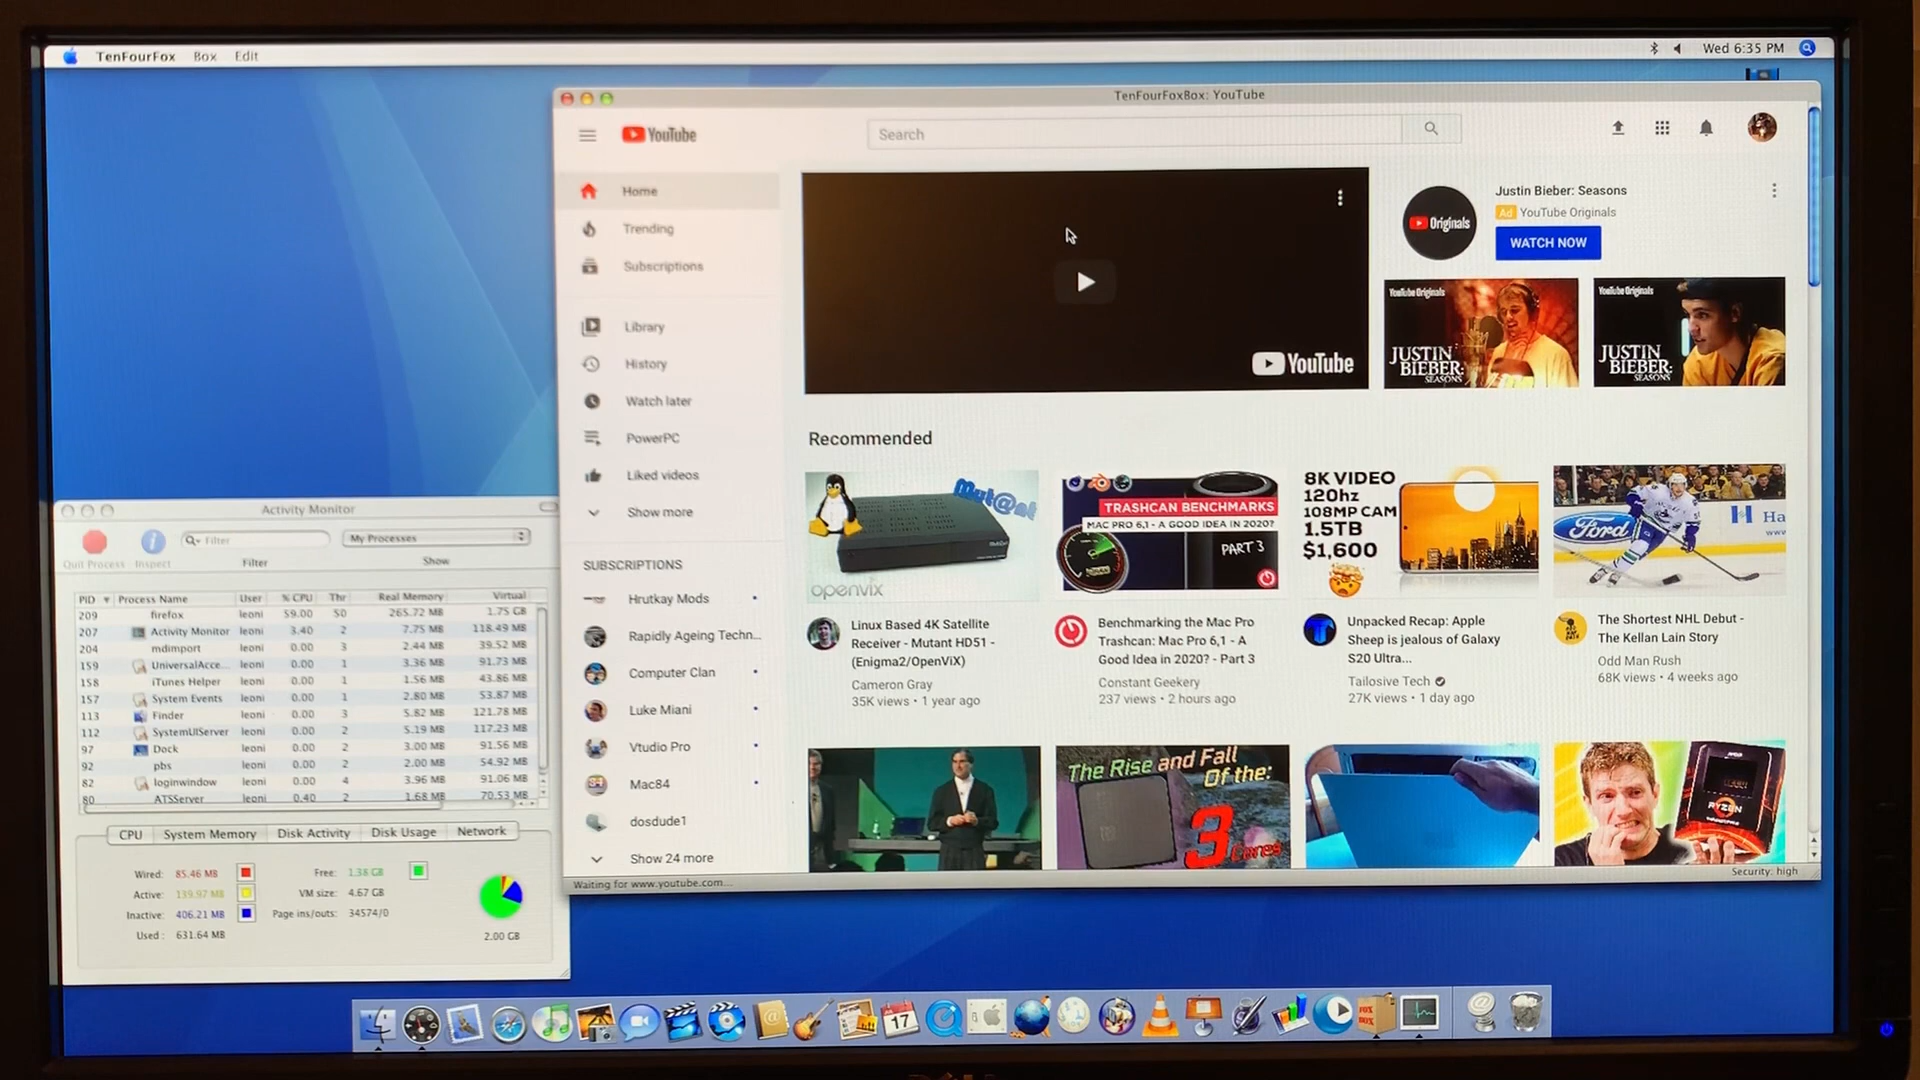 TenFourFox Box Edit
Wed 6:35 PM
TenFourFoxBox: YouTube
YouTube
Search
Home
Trending
Subscriptions
Library
History
Watch later
PowerPC
Lived videos
Show more
SUBSCRIPTIONS
Hrutkay Mods
Rapidly Ageing Techn...
Computer Clan
Luke Miani
Vtudio Pro
Mac84
dosdude1
Show 24 more
YouTube
Originals
Justin Bieber: Seasons
Ad YouTube Originals
WATCH NOW
YouTube Originals
JUSTIN
BIEBER:
SEASONS
YouTube Originals
JUSTIN
BIEBER:
SEASONS
Recommended
Mut@nt
openvix
Linux Based 4K Satellite
Receiver - Mutant HD51 -
(Enigma2/OpenViX)
Cameron Gray
35K views • 1 year ago
TRASHCAN BENCHMARKS
MAC PRO 6,1 - A GOOD IDEA IN 2020?
PART 3
Benchmarking the Mac Pro
Trashcan: Mac Pro 6,1 - A
Good Idea in 2020? - Part 3
Constant Geekery
237 views • 2 hours ago
8K VIDEO
120hz
108MP CAM
1.5TB
$1,600
Unpacked Recap: Apple
Sheep is jealous of Galaxy
S20 Ultra...
Tailosive Tech
27K views • 1 day ago
Ford
Ha
www
The Shortest NHL Debut -
The Kellan Lain Story
Odd Man Rush
68K views • 4 weeks ago
The Rise and Fall
Of the:
3
Cores
RYZEN
Waiting for www.youtube.com...
Security: high
Activity Monitor
Filter
My Processes
Quit Process Inspect Filter Show
PID Process Name User % CPU Thr Real Memory Virtual
209 firefox leoni 59.00 50 265.72 MB 1.75 GB
207 Activity Monitor leoni 3.40 2 7.75 MB 118.49 MB
204 mdimport leoni 0.00 3 2.44 MB 39.52 MB
159 UniversalAcce... leoni 0.00 1 3.36 MB 91.73 MB
158 iTunes Helper leoni 0.00 1 1.56 MB 43.86 MB
157 System Events leoni 0.00 1 2.80 MB 53.87 MB
113 Finder leoni 0.00 3 5.82 MB 121.78 MB
112 SystemUIServer leoni 0.00 2 5.19 MB 117.23 MB
97 Dock leoni 0.00 2 3.00 MB 91.56 MB
92 pbs leoni 0.00 2 2.00 MB 54.92 MB
82 loginwindow leoni 0.00 4 3.96 MB 91.06 MB
80 ATSServer leoni 0.40 2 1.68 MB 70.53 MB
CPU System Memory Disk Activity Disk Usage Network
Wired: 85.46 MB Free: 1.38 GB
Active: 139.97 MB VM size: 4.67 GB
Inactive: 406.21 MB Page ins/outs: 34574/0
Used: 631.64 MB
2.00 GB
17
FOX
BOX